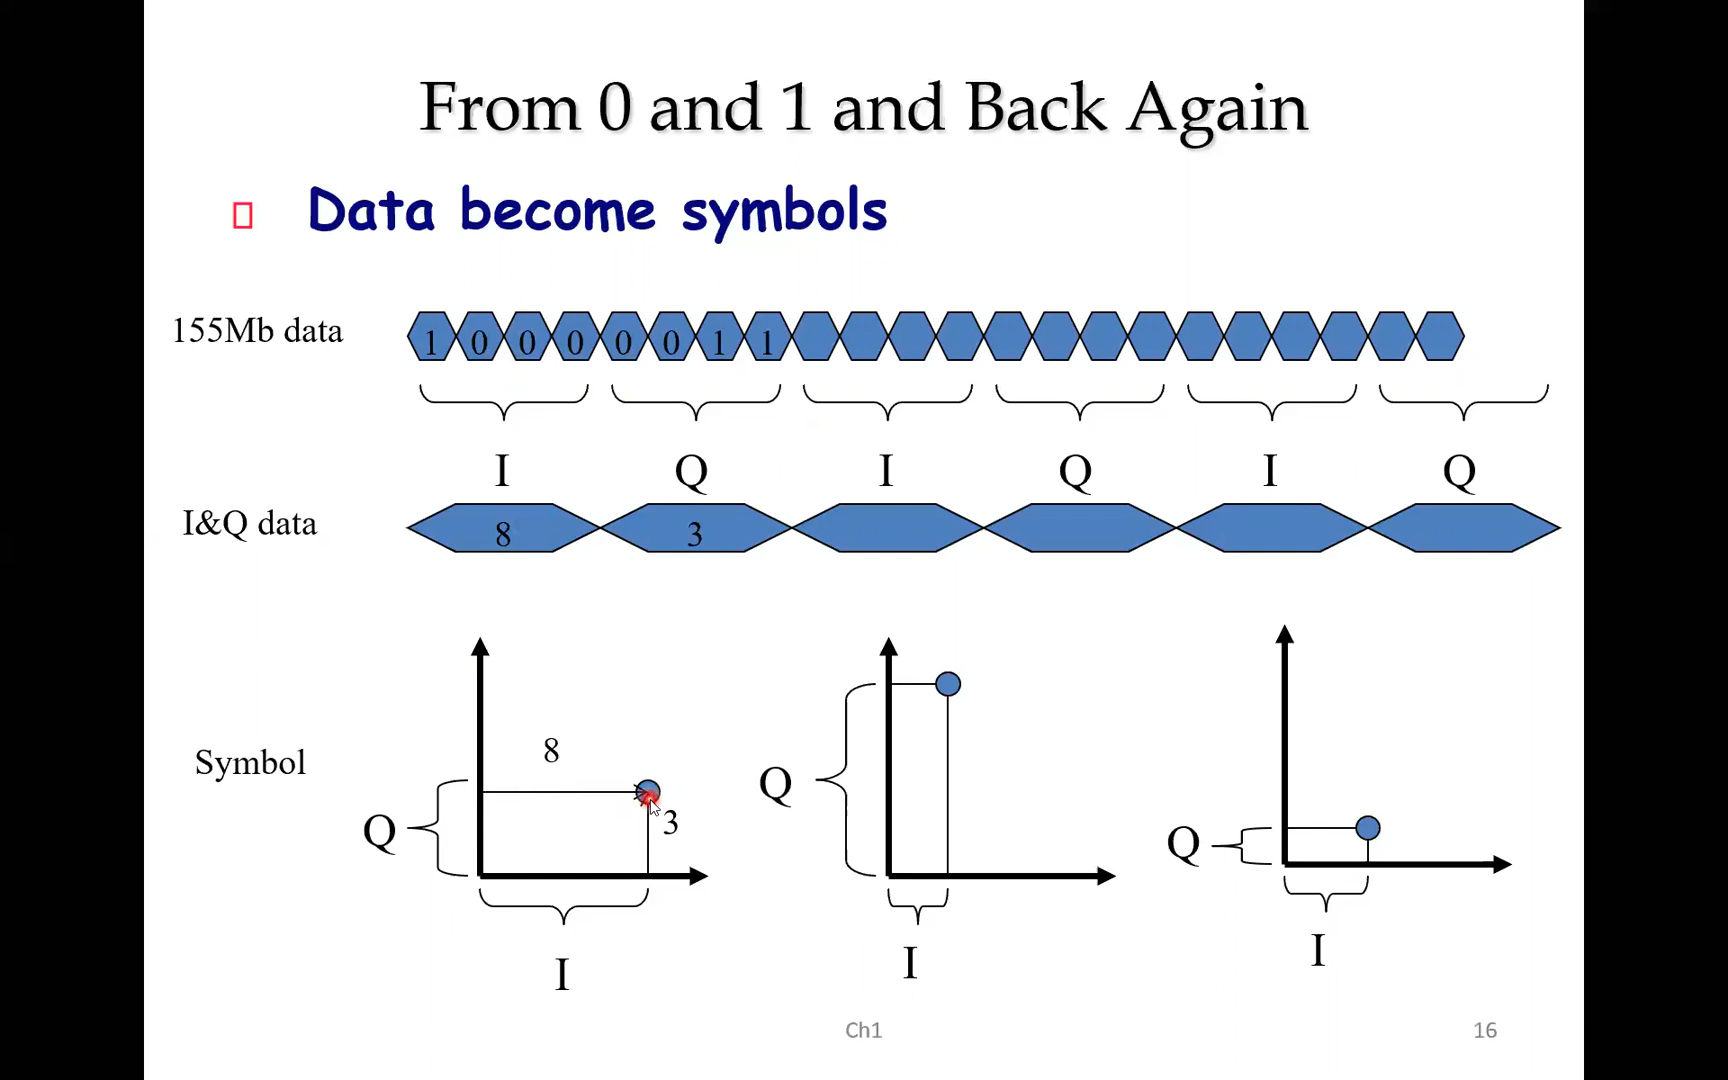 From 0 and 1 and Back Again
Data become symbols
155Mb data
1 0 0 0 0 0 1 1
I Q I Q I Q
I&Q data
8 3
Symbol
8
3
Q
I
Q
I
Q
I
Ch1
16